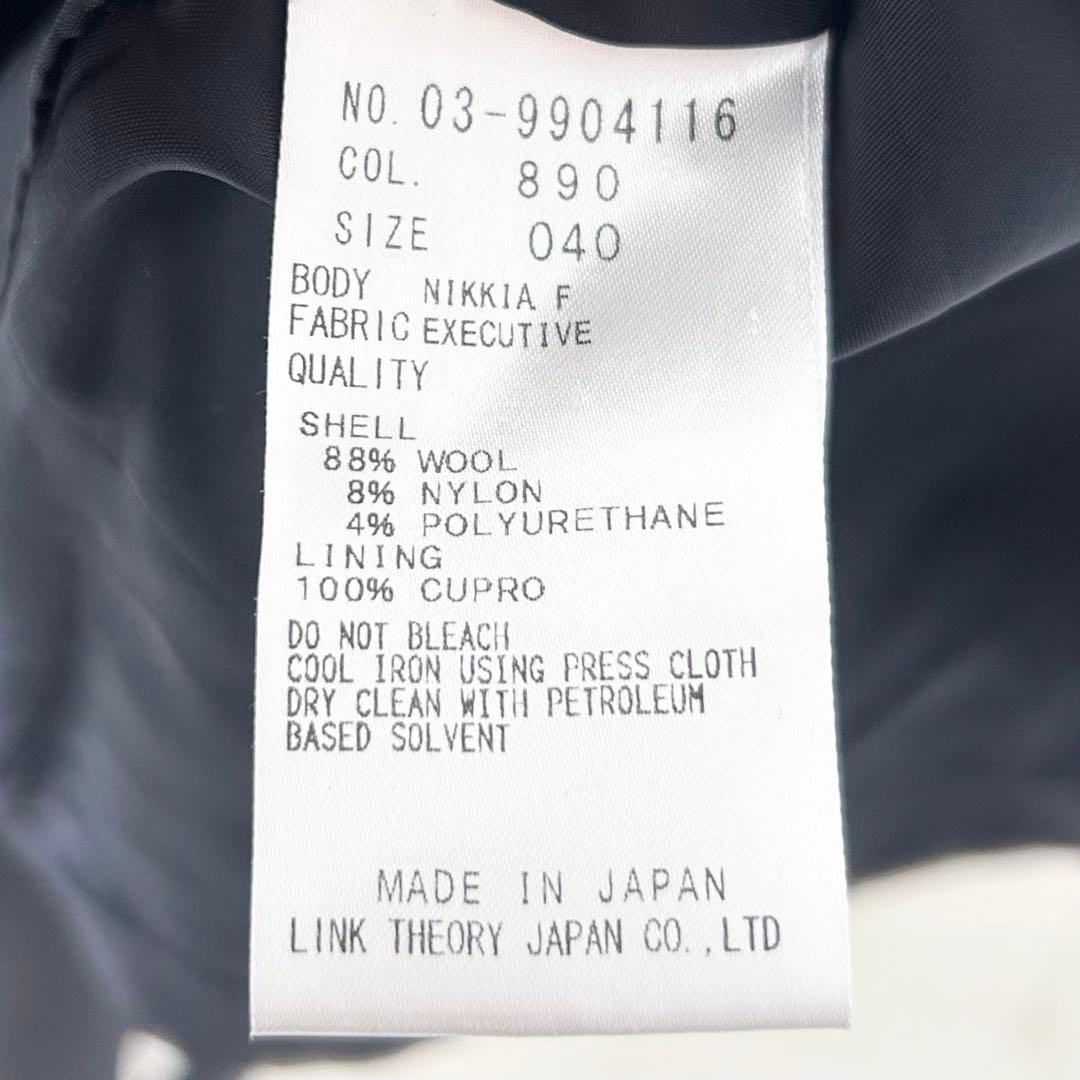 NO. 03-9904116
COL. 890
SIZE 040
BODY NIKKIA F
FABRIC EXECUTIVE
QUALITY
SHELL
88% WOOL
8% NYLON
4% POLYURETHANE
LINING
100% CUPRO
DO NOT BLEACH
COOL IRON USING PRESS CLOTH
DRY CLEAN WITH PETROLEUM
BASED SOLVENT
MADE IN JAPAN
LINK THEORY JAPAN CO.,LTD